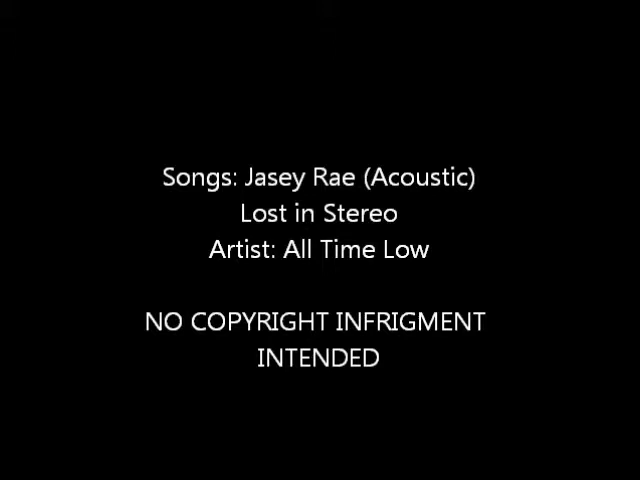 Songs: Jasey Rae (Acoustic)
Lost in Stereo
Artist: All Time Low
NO COPYRIGHT INFRIGMENT
INTENDED